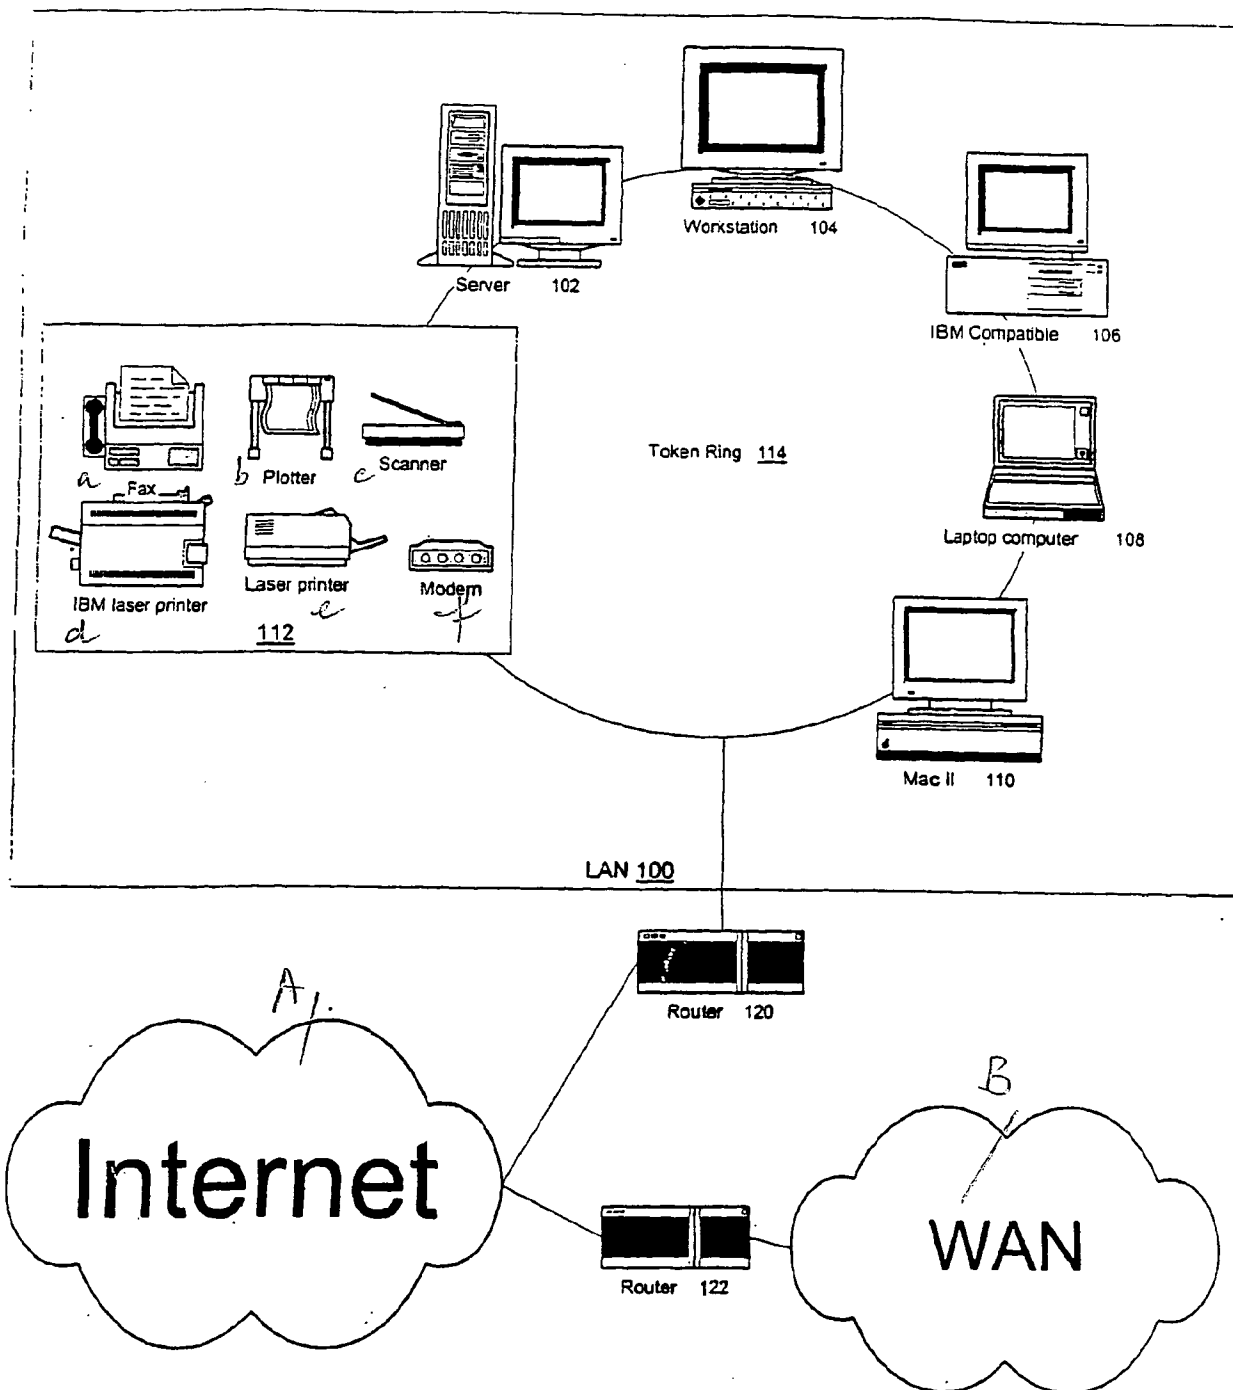 Workstation 104
Server 102
IBM Compatible 106
a Fax
b Plotter
c Scanner
Token Ring 114
Laptop computer 108
IBM laser printer
d
Laser printer
e
Modem
f
112
Mac II 110
LAN 100
Router 120
A
Internet
B
WAN
Router 122